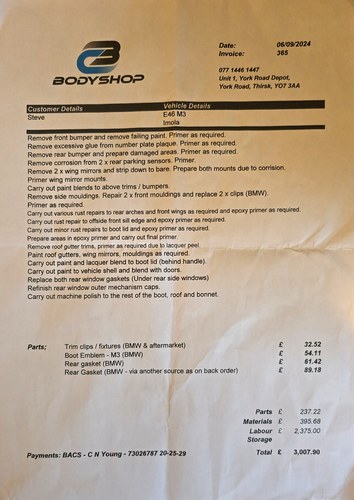 CB
BODYSHOP
Date: 06/09/2024
Invoice: 365
077 1446 1447
Unit 1, York Road Depot,
York Road, Thirsk, YO7 3AA
Customer Details Vehicle Details
Steve E46 M3
Imola
Remove front bumper and remove failing paint. Primer as required.
Remove excessive glue from number plate plaque. Primer as required.
Remove rear bumper and prepare damaged areas. Primer as required.
Remove corrosion from 2 x rear parking sensors. Primer.
Remove 2 x wing mirrors and strip down to bare. Prepare both mounts due to corrosion.
Primer wing mirror mounts.
Carry out paint blends to above trims / bumpers.
Remove side mouldings. Repair 2 x front mouldings and replace 2 x clips (BMW).
Primer as required.
Carry out various rust repairs to rear arches and front wings as required and epoxy primer as required.
Carry out rust repair to offside front sill edge and epoxy primer as required.
Carry out minor rust repairs to boot lid and epoxy primer as required.
Prepare areas in epoxy primer and carry out final primer.
Remove roof gutter trims, primer as required due to lacquer peel.
Paint roof gutters, wing mirrors, mouldings as required.
Carry out paint and lacquer blend to boot lid (behind handle).
Carry out paint to vehicle shell and blend with doors.
Replace both rear window gaskets (Under rear side windows)
Refinish rear window outer mechanism caps.
Carry out machine polish to the rest of the boot, roof and bonnet.
Parts; Trim clips / fixtures (BMW & aftermarket) £ 32.52
Boot Emblem - M3 (BMW) £ 54.11
Rear gasket (BMW) £ 61.42
Rear Gasket (BMW - via another source as on back order) £ 89.18
Parts £ 237.22
Materials £ 395.68
Labour £ 2,375.00
Storage
Payments: BACS - C N Young - 73026787 20-25-29 Total £ 3,007.90